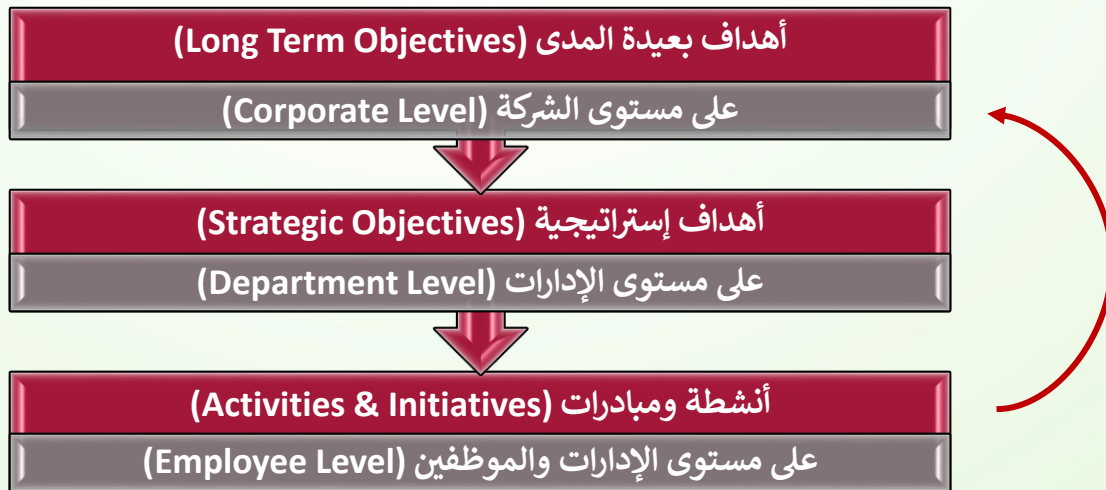 أهداف بعيدة المدى (Long Term Objectives)
على مستوى الشركة (Corporate Level)
أهداف إستراتيجية (Strategic Objectives)
على مستوى الإدارات (Department Level)
أنشطة ومبادرات (Activities & Initiatives)
على مستوى الإدارات والموظفين (Employee Level)